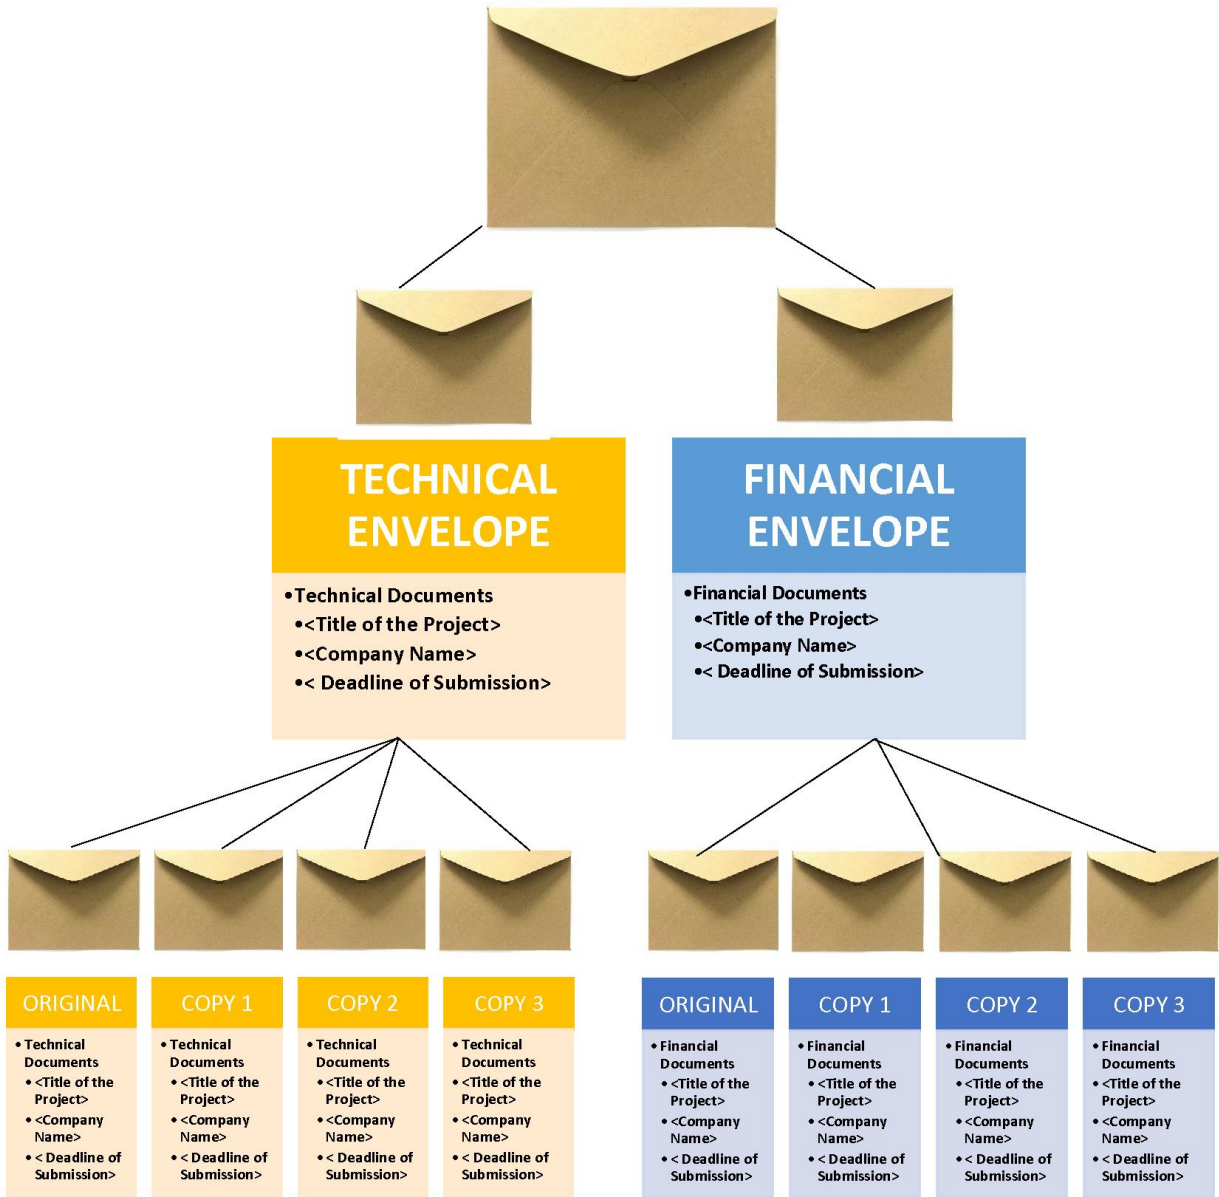 TECHNICAL
ENVELOPE
•Technical Documents
•<Title of the Project>
•<Company Name>
•< Deadline of Submission>
FINANCIAL
ENVELOPE
•Financial Documents
•<Title of the Project>
•<Company Name>
•< Deadline of Submission>
ORIGINAL
• Technical
Documents
• <Title of the
Project>
• <Company
Name>
• < Deadline of
Submission>
COPY 1
• Technical
Documents
• <Title of the
Project>
• <Company
Name>
• < Deadline of
Submission>
COPY 2
• Technical
Documents
• <Title of the
Project>
• <Company
Name>
• < Deadline of
Submission>
COPY 3
• Technical
Documents
• <Title of the
Project>
• <Company
Name>
• < Deadline of
Submission>
ORIGINAL
• Financial
Documents
• <Title of the
Project>
• <Company
Name>
• < Deadline of
Submission>
COPY 1
• Financial
Documents
• <Title of the
Project>
• <Company
Name>
• < Deadline of
Submission>
COPY 2
• Financial
Documents
• <Title of the
Project>
• <Company
Name>
• < Deadline of
Submission>
COPY 3
• Financial
Documents
• <Title of the
Project>
• <Company
Name>
• < Deadline of
Submission>